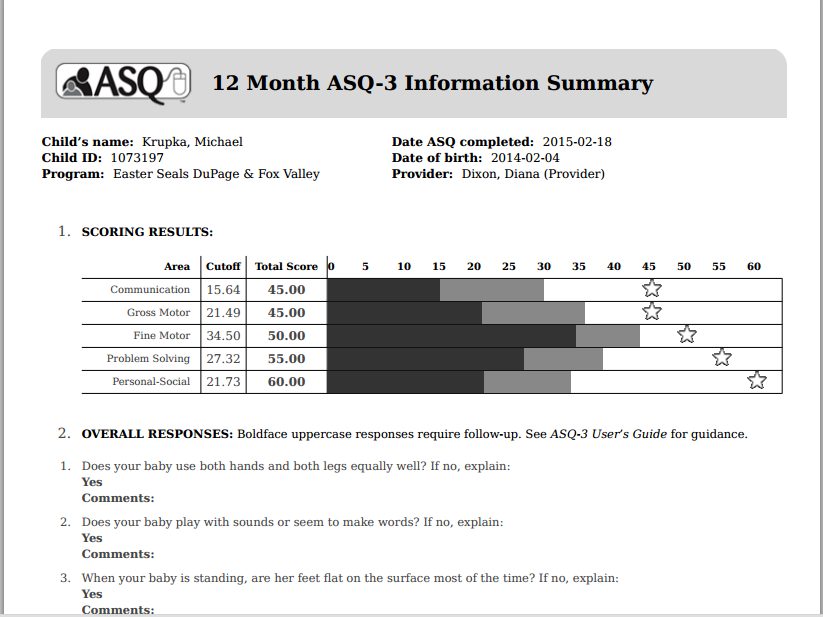 ASQ
12 Month ASQ-3 Information Summary
Child's name: Krupka, Michael
Child ID: 1073197
Program: Easter Seals DuPage & Fox Valley
Date ASQ completed: 2015-02-18
Date of birth: 2014-02-04
Provider: Dixon, Diana (Provider)
1. SCORING RESULTS:
Area Cutoff Total Score 0 5 10 15 20 25 30 35 40 45 50 55 60
Communication 15.64 45.00
Gross Motor 21.49 45.00
Fine Motor 34.50 50.00
Problem Solving 27.32 55.00
Personal-Social 21.73 60.00
2. OVERALL RESPONSES: Boldface uppercase responses require follow-up. See ASQ-3 User's Guide for guidance.
1. Does your baby use both hands and both legs equally well? If no, explain:
Yes
Comments:
2. Does your baby play with sounds or seem to make words? If no, explain:
Yes
Comments:
3. When your baby is standing, are her feet flat on the surface most of the time? If no, explain:
Yes
Comments: